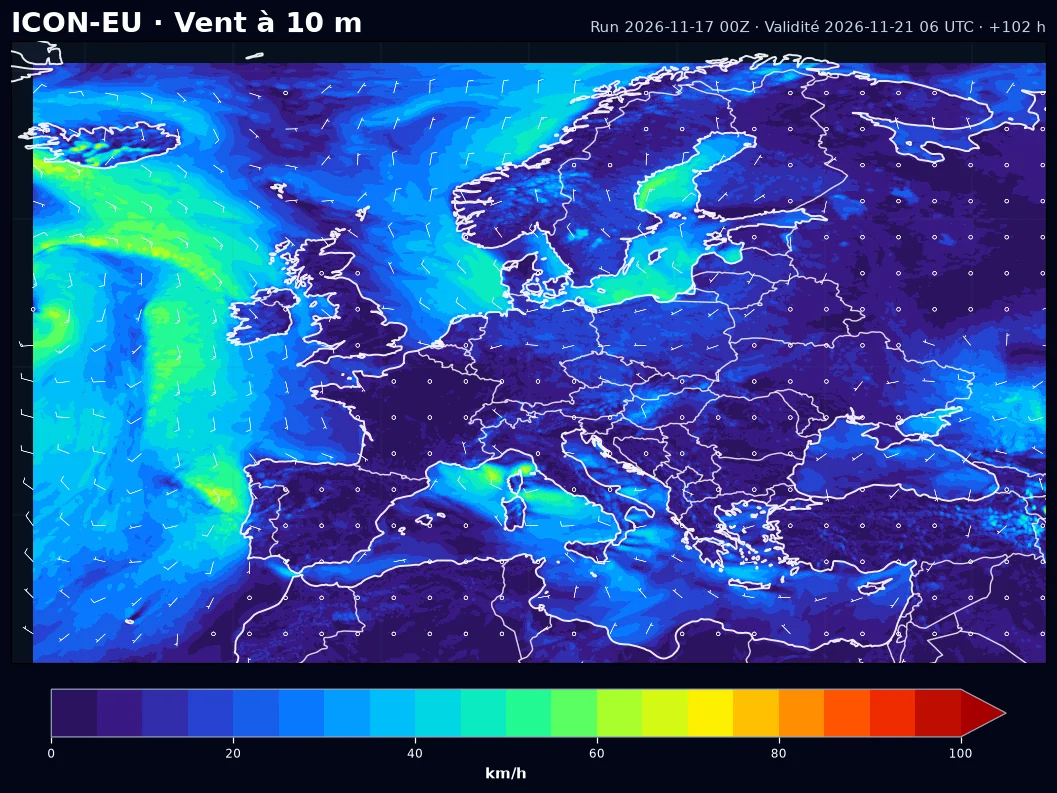 ICON-EU · Vent à 10 m
Run 2026-11-17 00Z · Validité 2026-11-21 06 UTC · +102 h
0 20 40 60 80 100
km/h